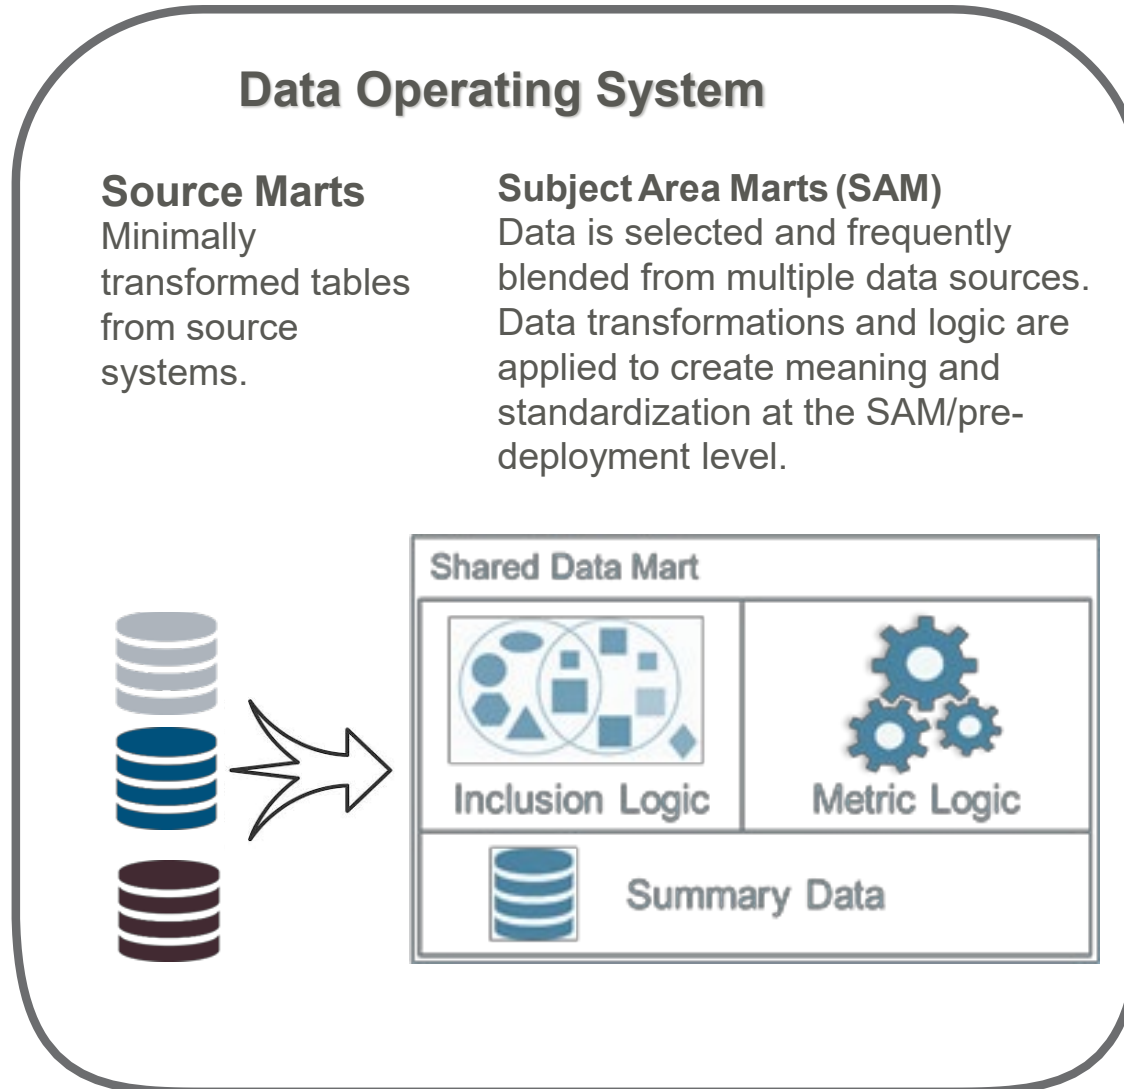 Data Operating System
Source Marts
Minimally
transformed tables
from source
systems.
Subject Area Marts (SAM)
Data is selected and frequently
blended from multiple data sources.
Data transformations and logic are
applied to create meaning and
standardization at the SAM/pre-
deployment level.
Shared Data Mart
Inclusion Logic
Metric Logic
Summary Data